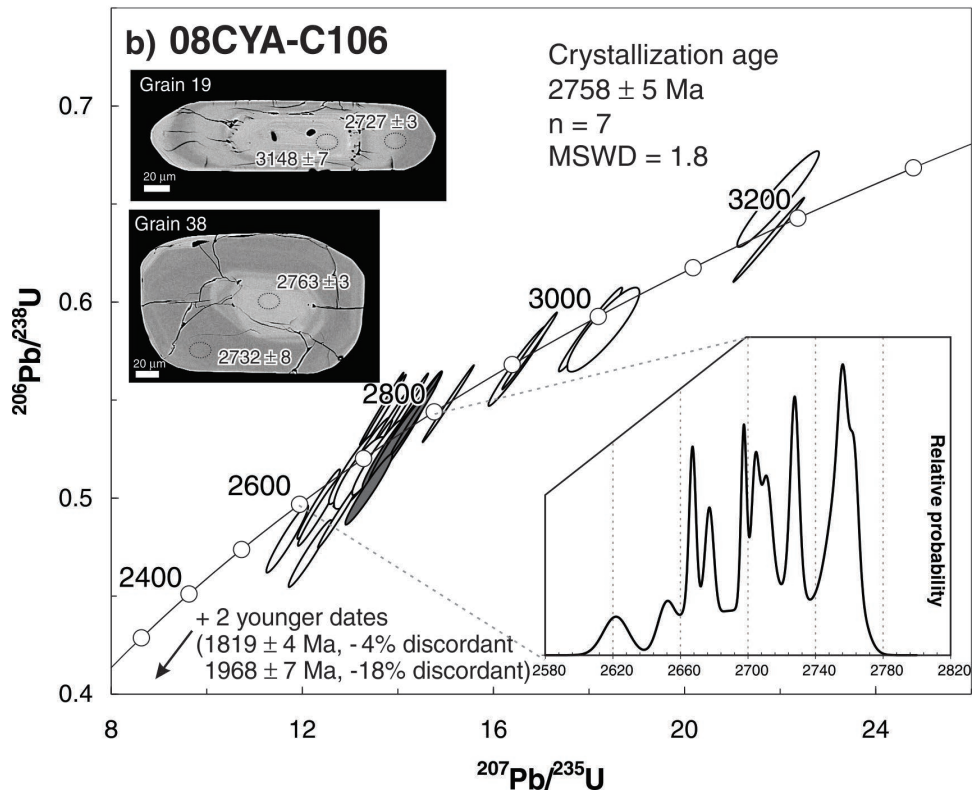 b) 08CYA-C106
Grain 19
2727 ± 3
3148 ± 7
20 µm
Grain 38
2763 ± 3
2732 ± 8
20 µm
Crystallization age
2758 ± 5 Ma
n = 7
MSWD = 1.8
0.7
0.6
0.5
0.4
206Pb/238U
3200
3000
2800
2600
2400
+ 2 younger dates
(1819 ± 4 Ma, -4% discordant
1968 ± 7 Ma, -18% discordant)
Relative probability
2580 2620 2660 2700 2740 2780 2820
8 12 16 20 24
207Pb/235U